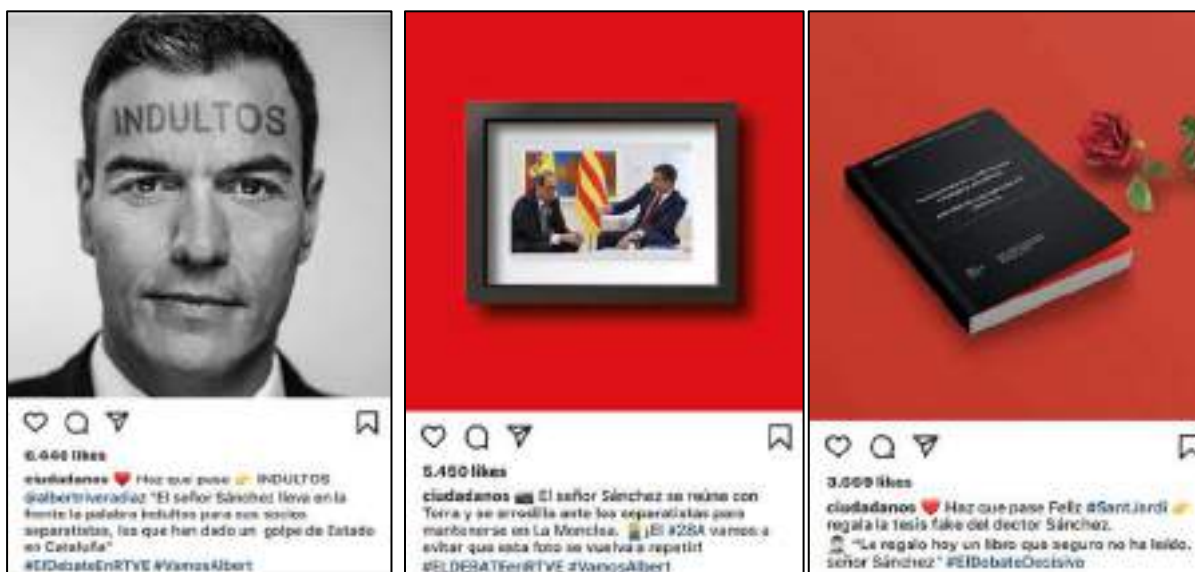 INDULTOS
6.446 likes
ciudadanos ❤️ Haz que pase 👉 INDULTOS
@albertriveradiaz "El señor Sánchez lleva en la
frente la palabra indultos para sus socios
separatistas, los que han dado un golpe de Estado
en Cataluña"
#ElDebateEnRTVE #VamosAlbert
5.450 likes
ciudadanos 📷 El señor Sánchez se reúne con
Torra y se arrodilla ante los separatistas para
mantenerse en La Moncloa. ¡El #28A vamos a
evitar que esta foto se vuelva a repetir!
#ELDEBATEenRTVE #VamosAlbert
3.669 likes
ciudadanos ❤️ Haz que pase Feliz #SantJordi 👉
regala la tesis fake del doctor Sánchez.
"Le regalo hoy un libro que seguro no ha leído,
señor Sánchez" #ElDebateDecisivo